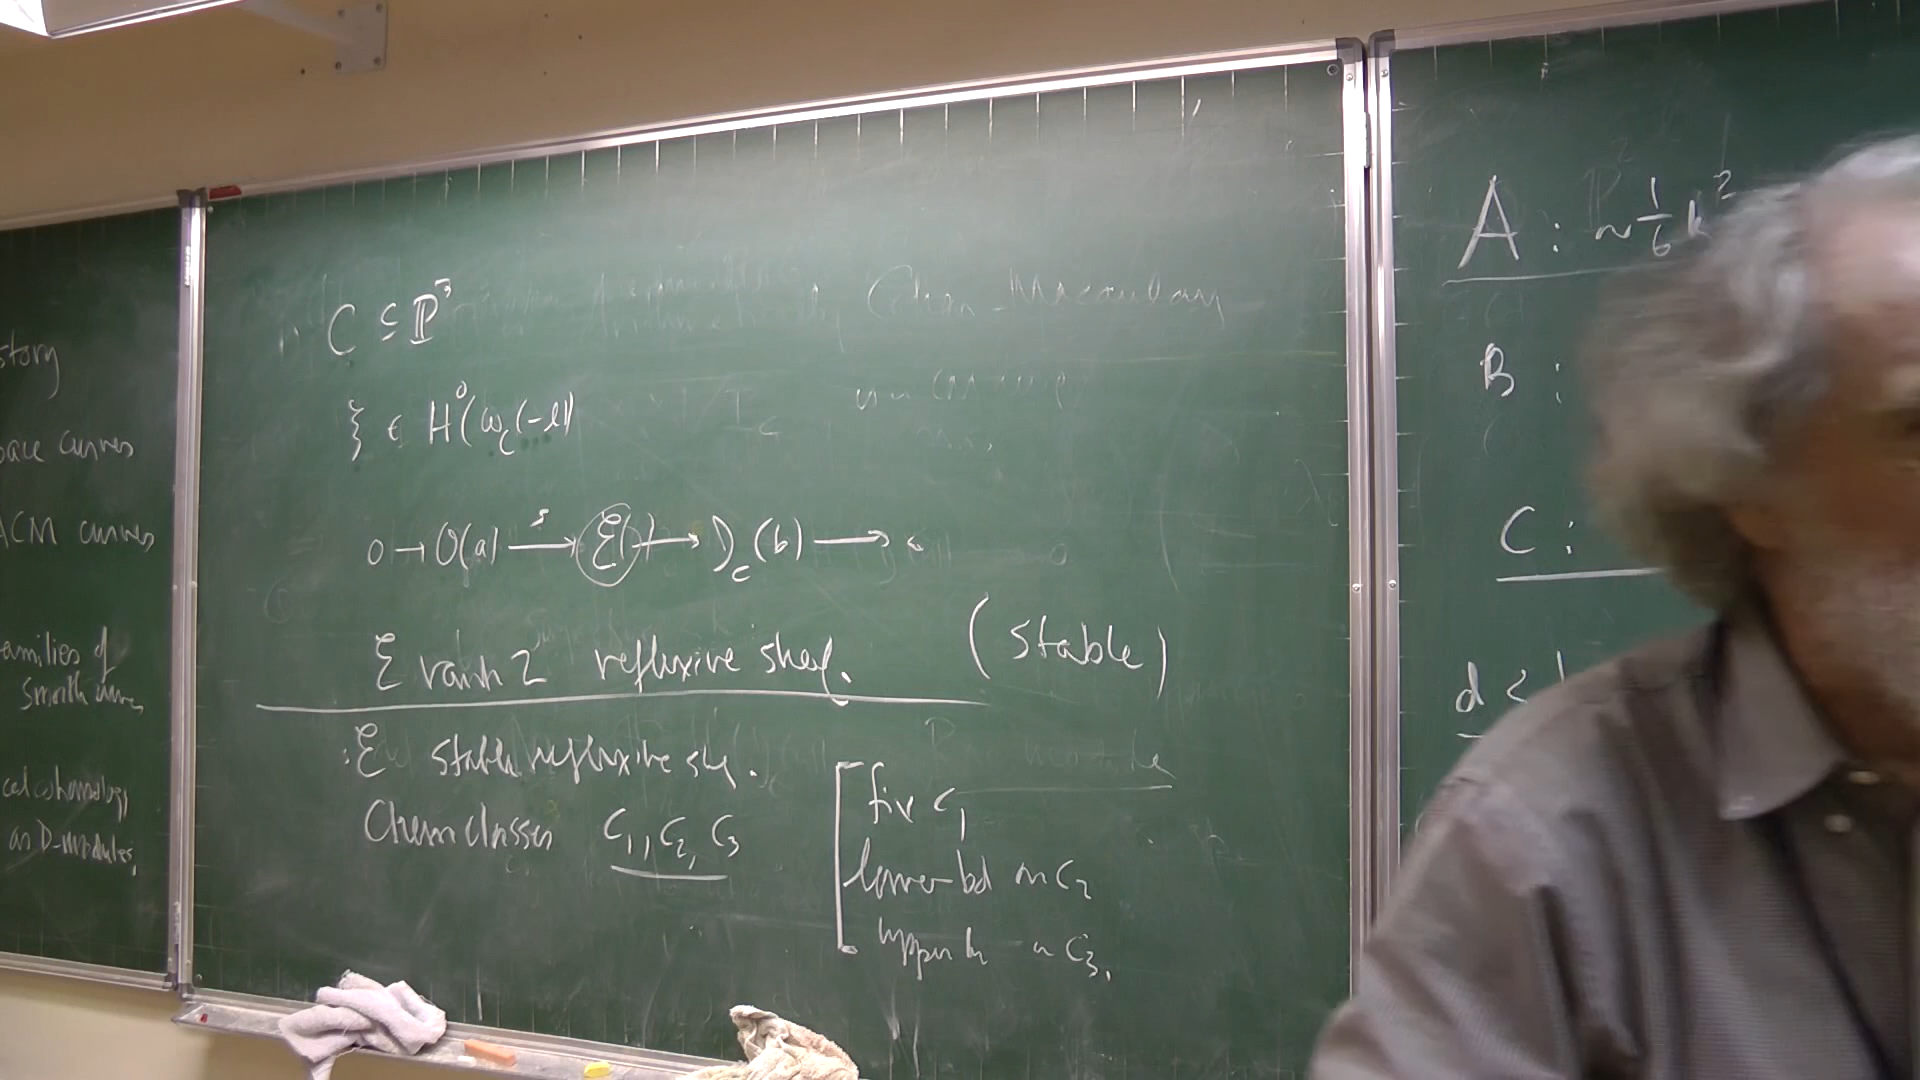 story
space curves
ACM curves
families of
smooth curves
cal cohomology
as D-modules.
C ⊆ ℙ³
ξ ∈ H⁰(ω_C(-l))
0 → O(a) —s→ ℰ( ) → I_C(b) → 0
ℰ rank 2 reflexive sheaf. (stable)
ℰ stable reflexive sheaf.
Chern classes c₁, c₂, c₃
fix c₁
lower bd on c₂
upper bd on c₃.
Cohen-Macaulay
A : ~ 1/6 k²
B :
C :
d <